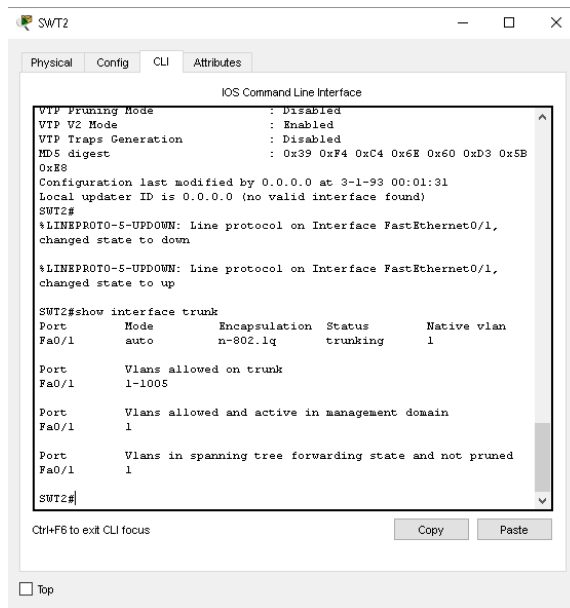 SWT2
Physical Config CLI Attributes
IOS Command Line Interface
VTP Pruning Mode : Disabled
VTP V2 Mode : Enabled
VTP Traps Generation : Disabled
MD5 digest : 0x39 0xF4 0xC4 0x6E 0x60 0xD3 0x5B
0xE8
Configuration last modified by 0.0.0.0 at 3-1-93 00:01:31
Local updater ID is 0.0.0.0 (no valid interface found)
SWT2#
%LINEPROTO-5-UPDOWN: Line protocol on Interface FastEthernet0/1,
changed state to down
%LINEPROTO-5-UPDOWN: Line protocol on Interface FastEthernet0/1,
changed state to up
SWT2#show interface trunk
Port Mode Encapsulation Status Native vlan
Fa0/1 auto n-802.1q trunking 1
Port Vlans allowed on trunk
Fa0/1 1-1005
Port Vlans allowed and active in management domain
Fa0/1 1
Port Vlans in spanning tree forwarding state and not pruned
Fa0/1 1
SWT2#
Ctrl+F6 to exit CLI focus Copy Paste
Top